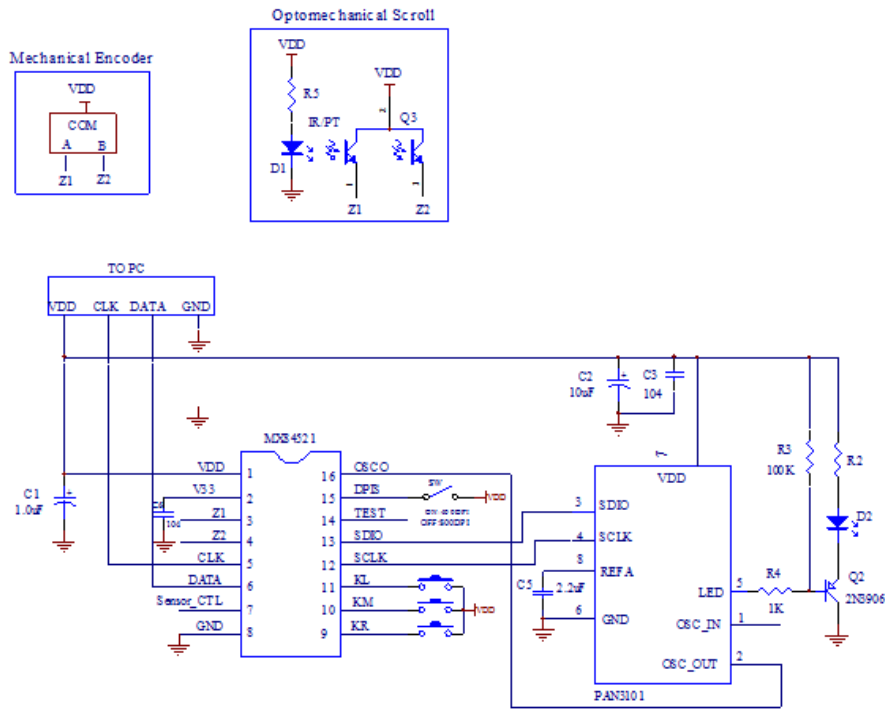 Optomechanical Scroll
Mechanical Encoder
VDD
COM
A B
Z1 Z2
VDD
R5
VDD
IR/PT
Q3
D1
Z1 Z2
TO PC
VDD CLK DATA GND
C2
10uF
C3
104
R3
100K
R2
D2
Q2
2N3906
R4
1K
C1
1.0uF
104
MX84521
VDD 1
V33 2
Z1 3
Z2 4
CLK 5
DATA 6
Sensor_CTL 7
GND 8
16 OSCO
15 DPIS
14 TEST
13 SDIO
12 SCLK
11 KL
10 KM
9 KR
SW
VDD
VDD
C5
2.2uF
7
VDD
3 SDIO
4 SCLK
8 REFA
6 GND
LED 5
OSC_IN 1
OSC_OUT 2
PAN3101